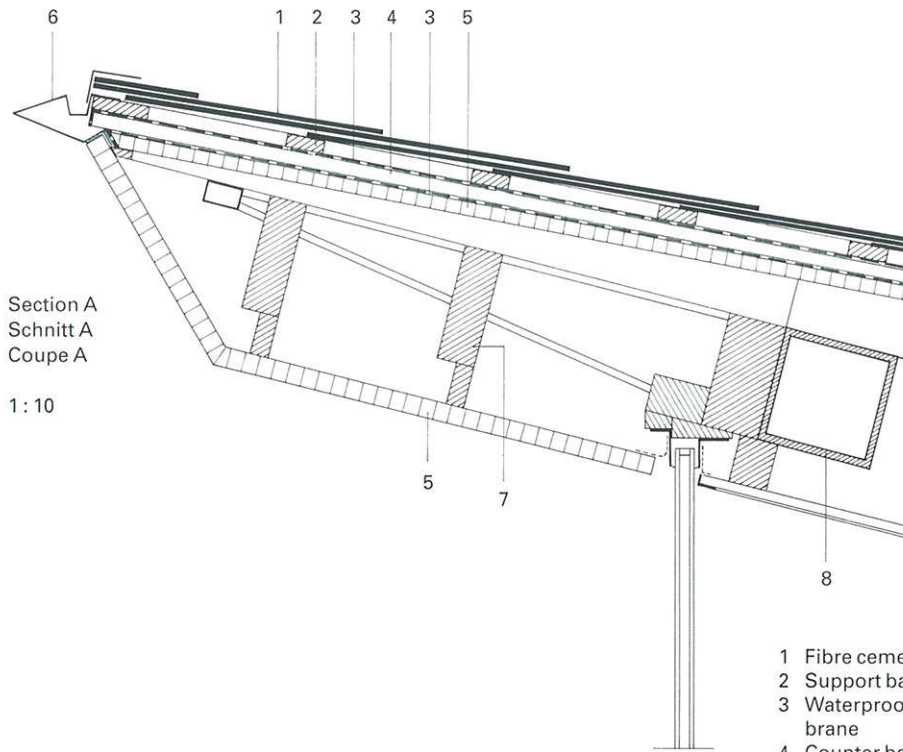 6 1 2 3 4 3 5
Section A
Schnitt A
Coupe A
1 : 10
5
7
8
1 Fibre ceme
2 Support ba
3 Waterproo
brane
4 Counter ba